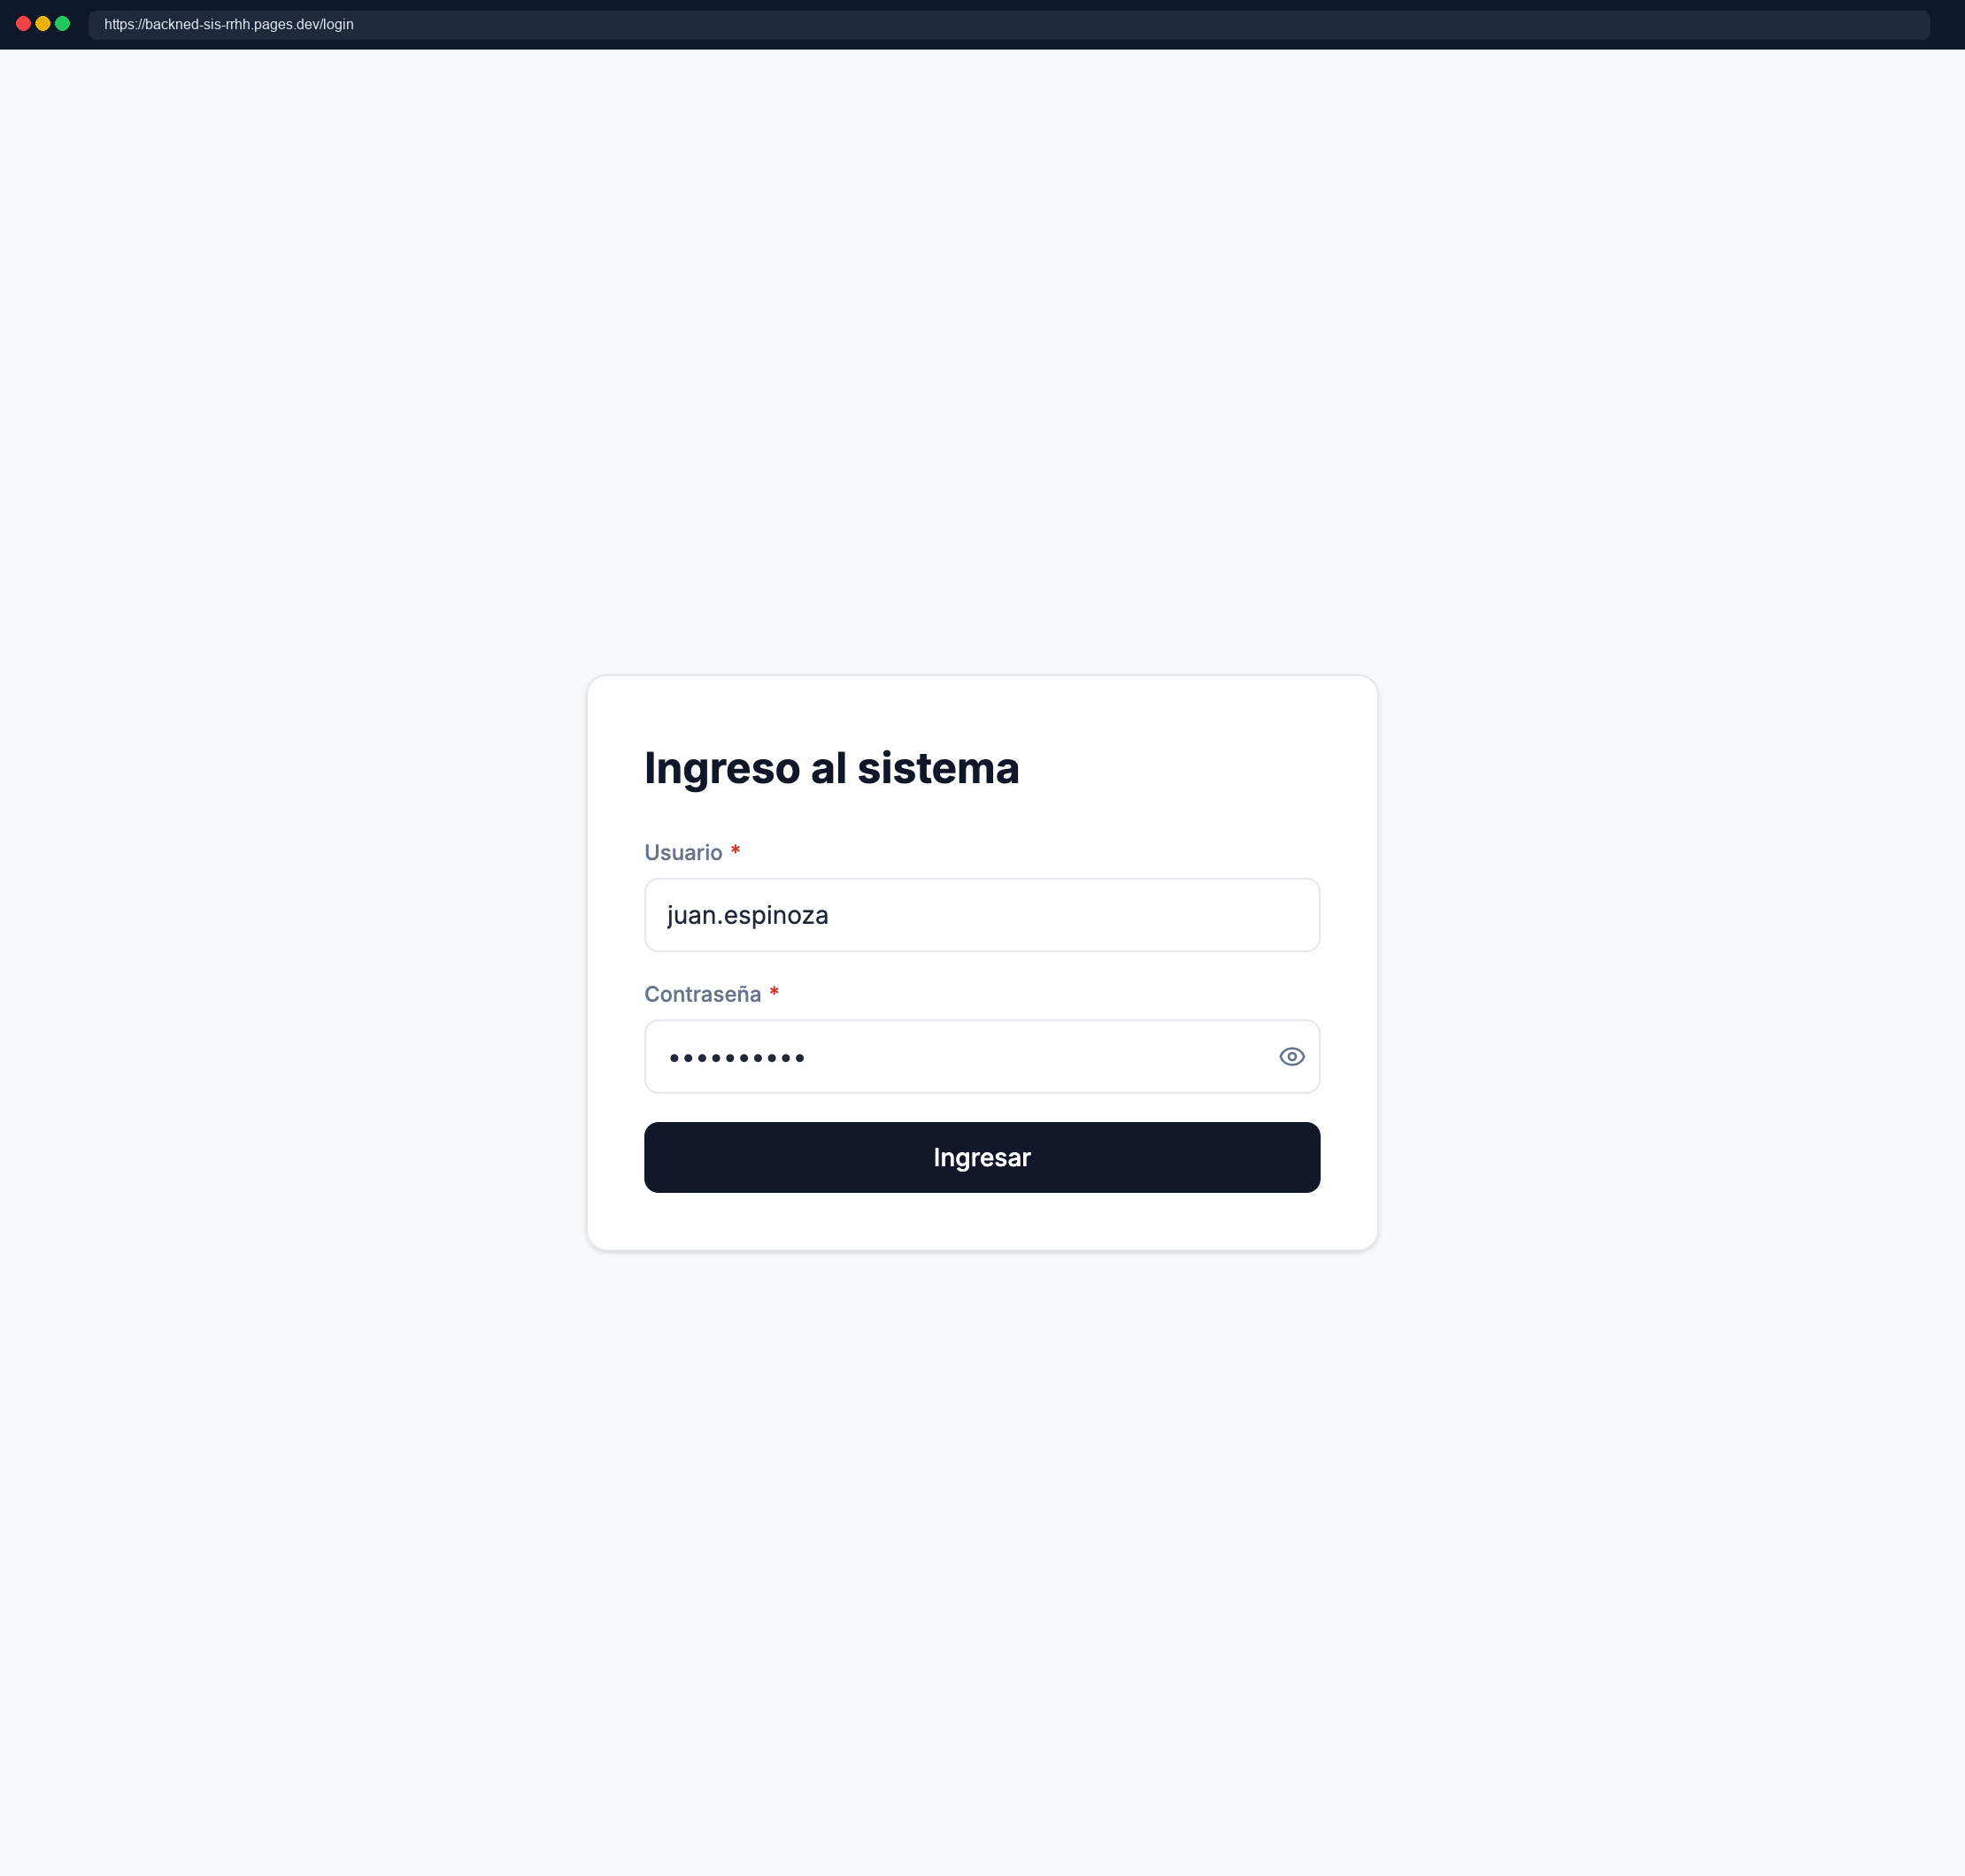 https://backned-sis-rrhh.pages.dev/login
Ingreso al sistema
Usuario *
juan.espinoza
Contraseña *
••••••••••
Ingresar